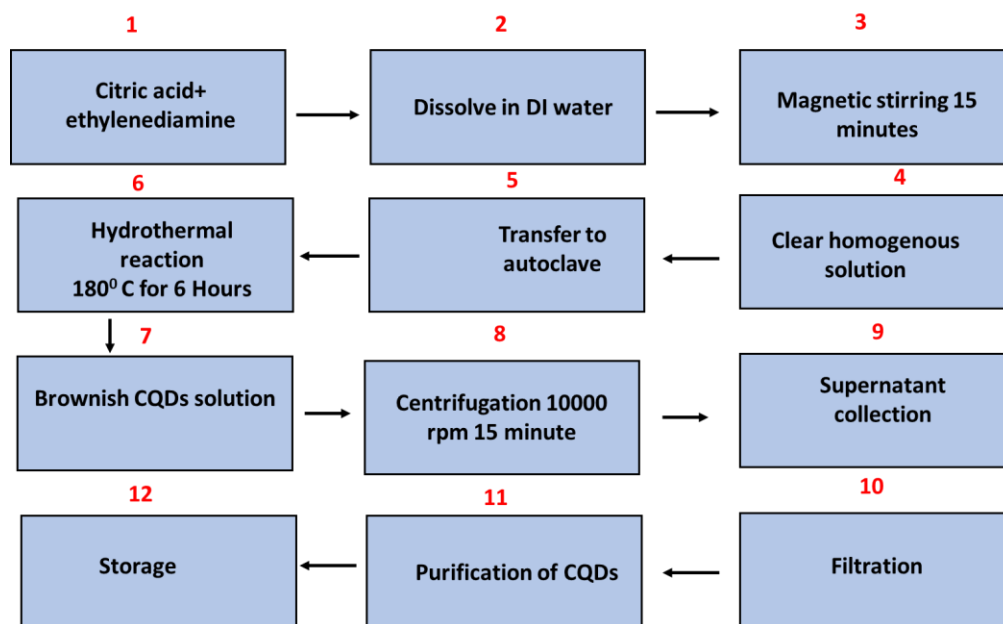 1
Citric acid+
ethylenediamine
2
Dissolve in DI water
3
Magnetic stirring 15
minutes
4
Clear homogenous
solution
5
Transfer to
autoclave
6
Hydrothermal
reaction
180⁰ C for 6 Hours
7
Brownish CQDs solution
8
Centrifugation 10000
rpm 15 minute
9
Supernatant
collection
10
Filtration
11
Purification of CQDs
12
Storage